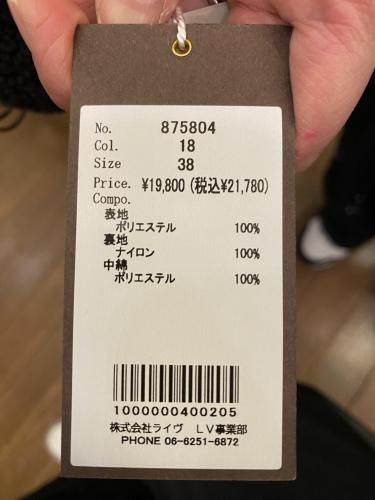 No. 875804
Col. 18
Size 38
Price. ¥19,800(税込¥21,780)
Compo.
表地
ポリエステル 100%
裏地
ナイロン 100%
中綿
ポリエステル 100%
1000000400205
株式会社ライヴ LV事業部
PHONE 06-6251-6872